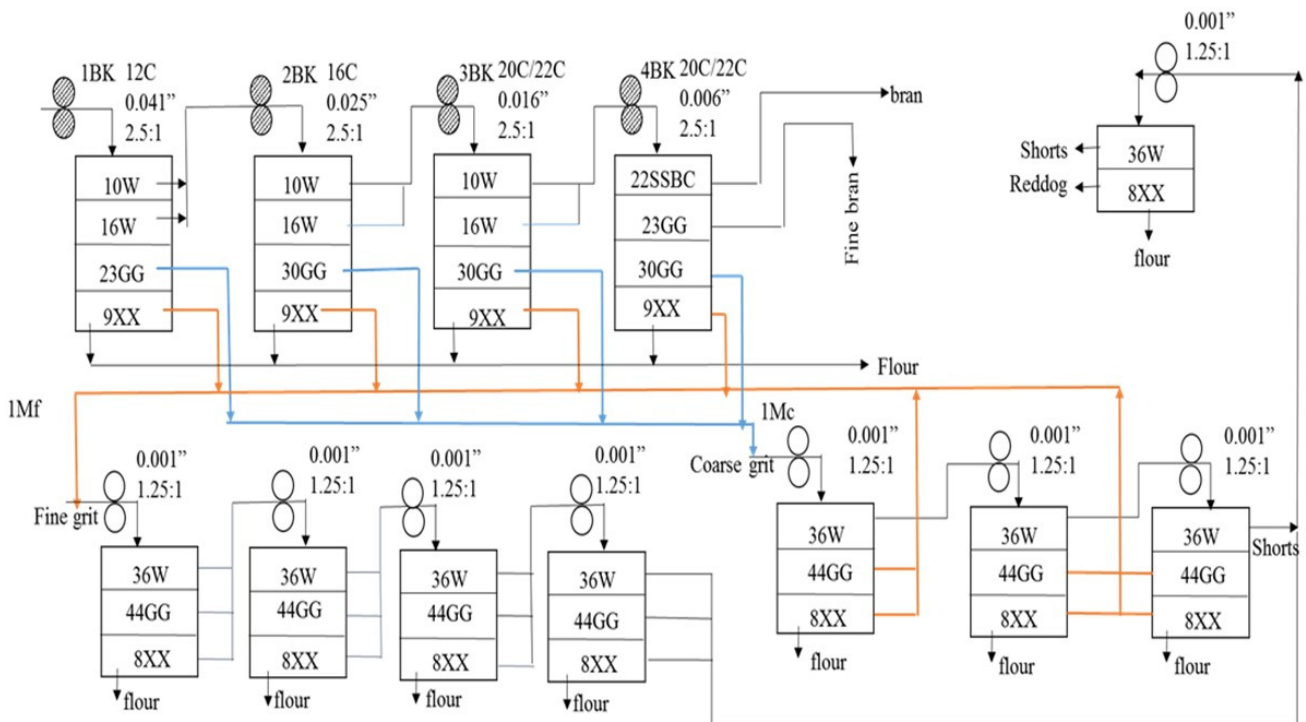 1BK 12C
0.041”
2.5:1
10W
16W
23GG
9XX
2BK 16C
0.025”
2.5:1
10W
16W
30GG
9XX
3BK 20C/22C
0.016”
2.5:1
10W
16W
30GG
9XX
4BK 20C/22C
0.006”
2.5:1
22SSBC
23GG
30GG
9XX
bran
Fine bran
0.001”
1.25:1
36W
8XX
Shorts
Reddog
flour
Flour
1Mf
1Mc
Fine grit
0.001”
1.25:1
36W
44GG
8XX
flour
0.001”
1.25:1
36W
44GG
8XX
flour
0.001”
1.25:1
36W
44GG
8XX
flour
0.001”
1.25:1
36W
44GG
8XX
flour
Coarse grit
0.001”
1.25:1
36W
44GG
8XX
flour
0.001”
1.25:1
36W
44GG
8XX
flour
0.001”
1.25:1
36W
44GG
8XX
flour
Shorts